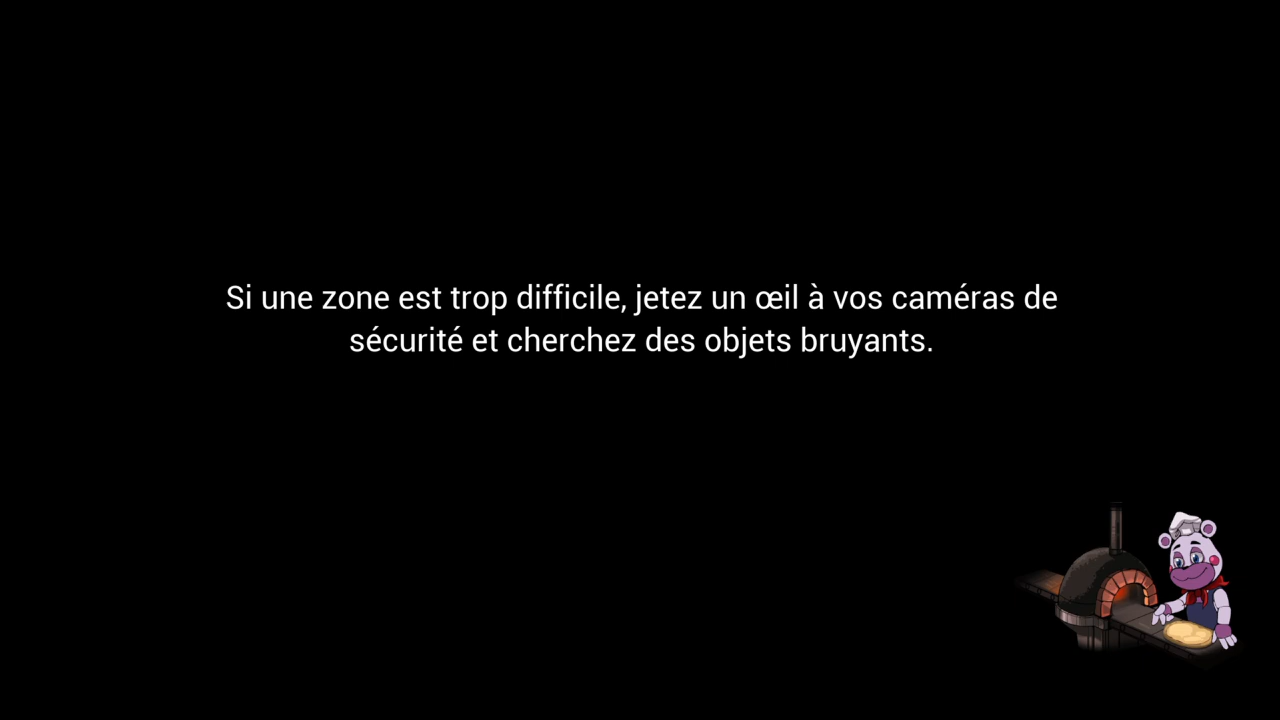 Si une zone est trop difficile, jetez un œil à vos caméras de
sécurité et cherchez des objets bruyants.